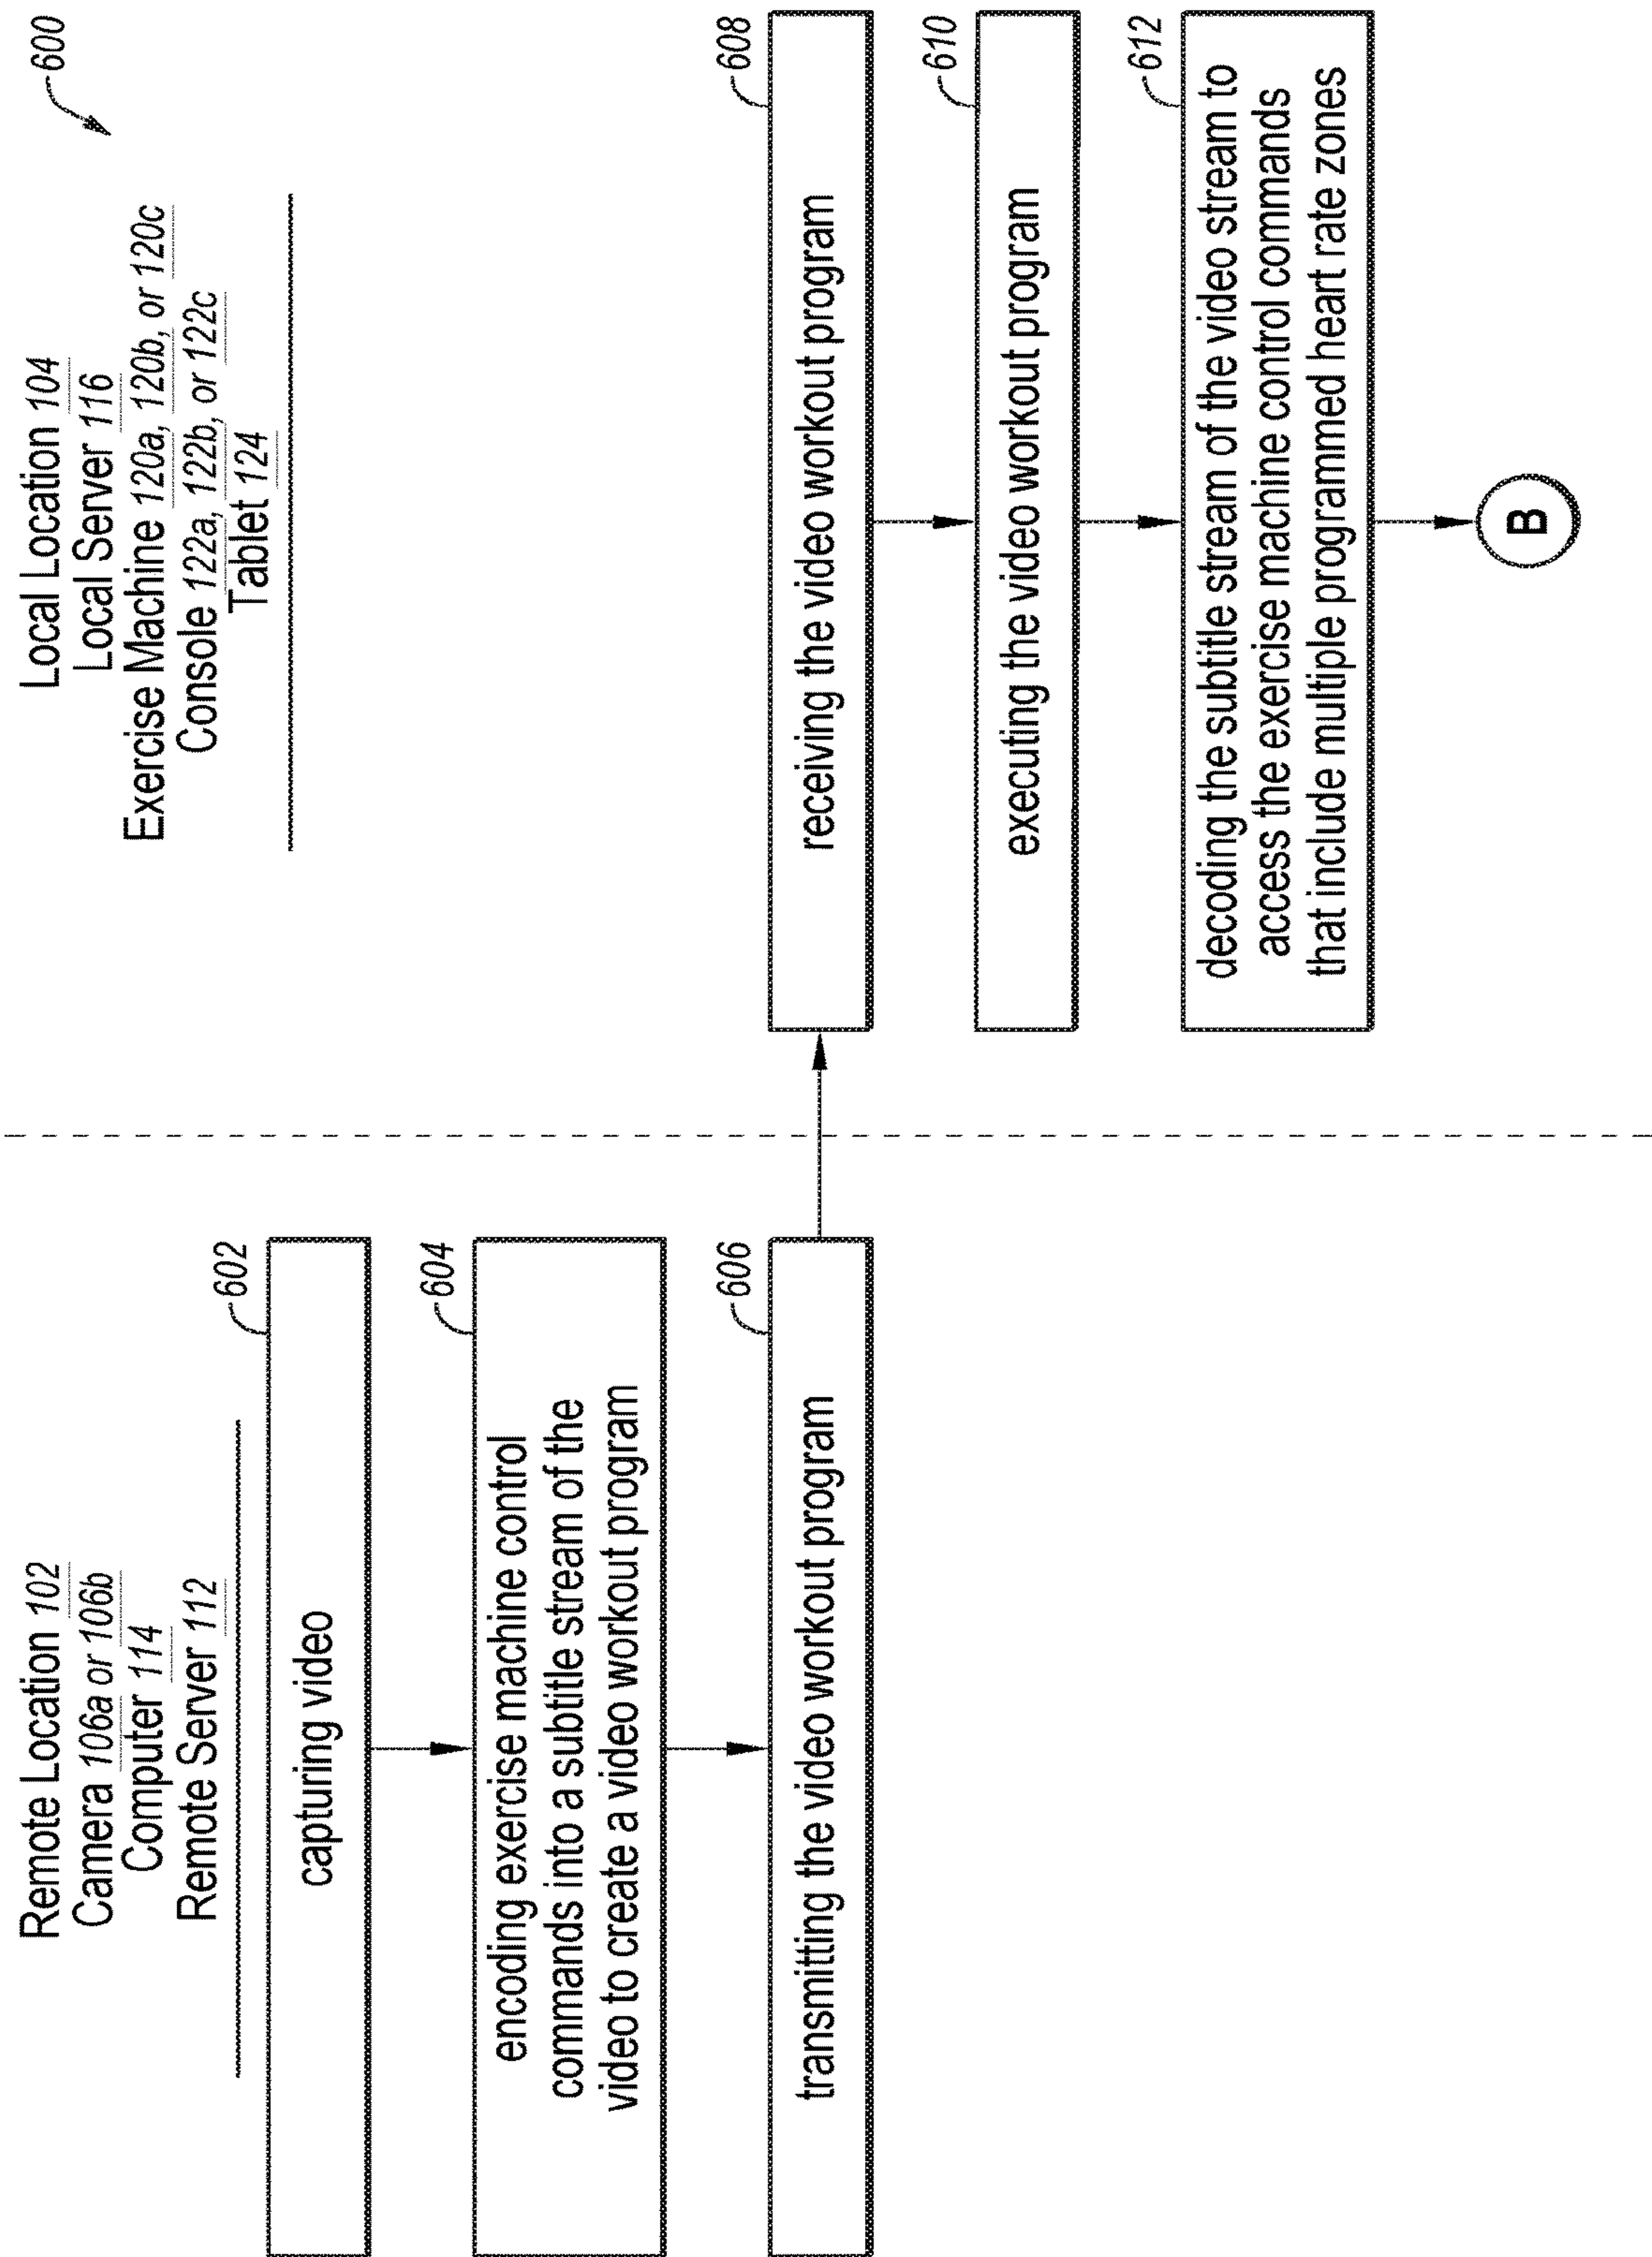 600
Remote Location 102
Camera 106a or 106b
Computer 114
Remote Server 112
602
capturing video
604
encoding exercise machine control
commands into a subtitle stream of the
video to create a video workout program
606
transmitting the video workout program
Local Location 104
Local Server 116
Exercise Machine 120a, 120b, or 120c
Console 122a, 122b, or 122c
Tablet 124
608
receiving the video workout program
610
executing the video workout program
612
decoding the subtitle stream of the video stream to
access the exercise machine control commands
that include multiple programmed heart rate zones
B